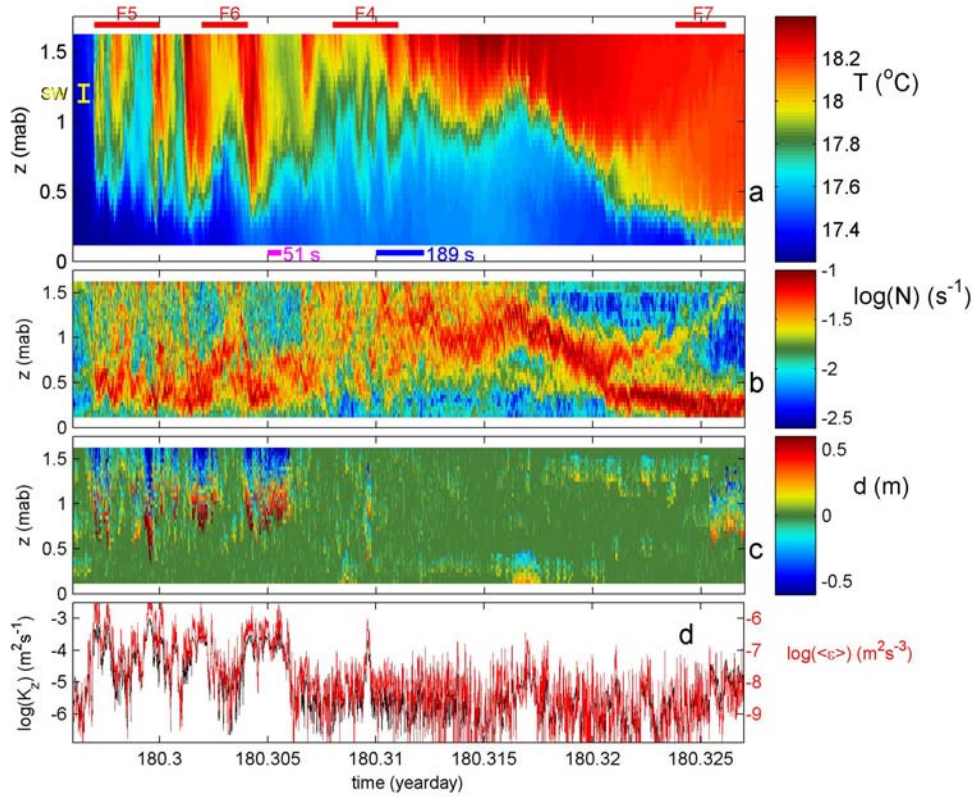 F5 F6 F4 F7
1.5
1
0.5
0
z (mab)
sw
51 s
189 s
a
18.2
18
17.8
17.6
17.4
T (°C)
1.5
1
0.5
0
z (mab)
b
-1
-1.5
-2
-2.5
log(N) (s⁻¹)
1.5
1
0.5
0
z (mab)
c
0.5
0
-0.5
d (m)
-3
-4
-5
-6
log(K_z) (m²s⁻¹)
d
-6
-7
-8
-9
log(<ε>) (m²s⁻³)
180.3 180.305 180.31 180.315 180.32 180.325
time (yearday)